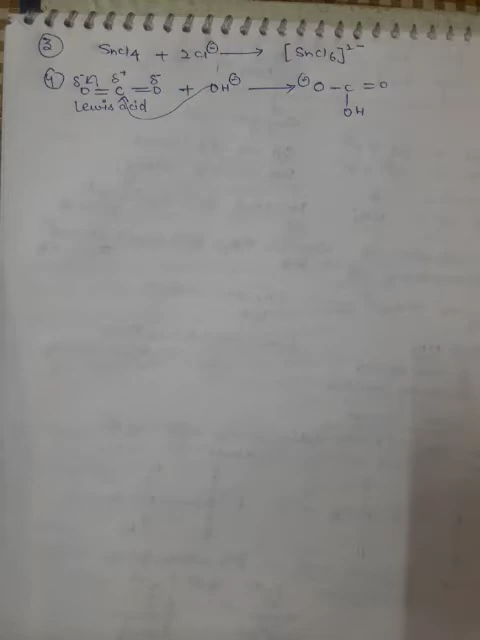 ③ SnCl4 + 2Cl⊖ → [SnCl6]2-
④ δ- δ+ δ-
O=C=O + OH⊖ → ⊖O-C=O
Lewis acid
OH